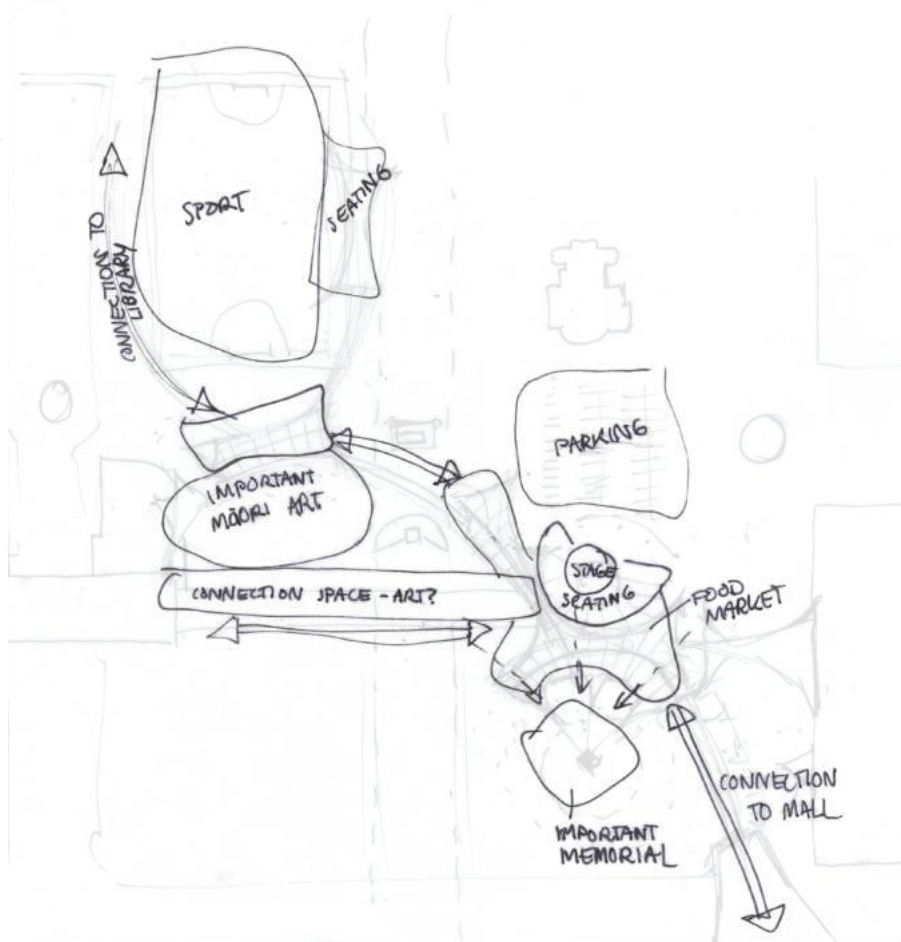 SPORT
SEATING
CONNECTION TO
LIBRARY
IMPORTANT
MĀORI ART
PARKING
STAGE
SEATING
CONNECTION SPACE - ART?
FOOD
MARKET
CONNECTION
TO MALL
IMPORTANT
MEMORIAL